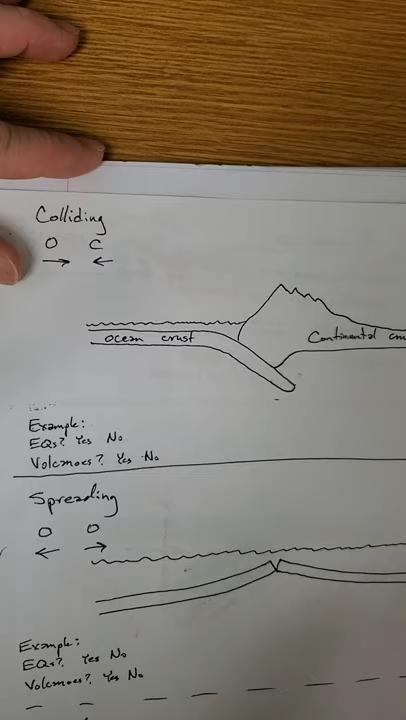 Colliding
O C
→ ←
ocean crust
Continental
Example:
EQs? Yes No
Volcanoes? Yes No
Spreading
O O
← →
Example:
EQs? Yes No
Volcanoes? Yes No